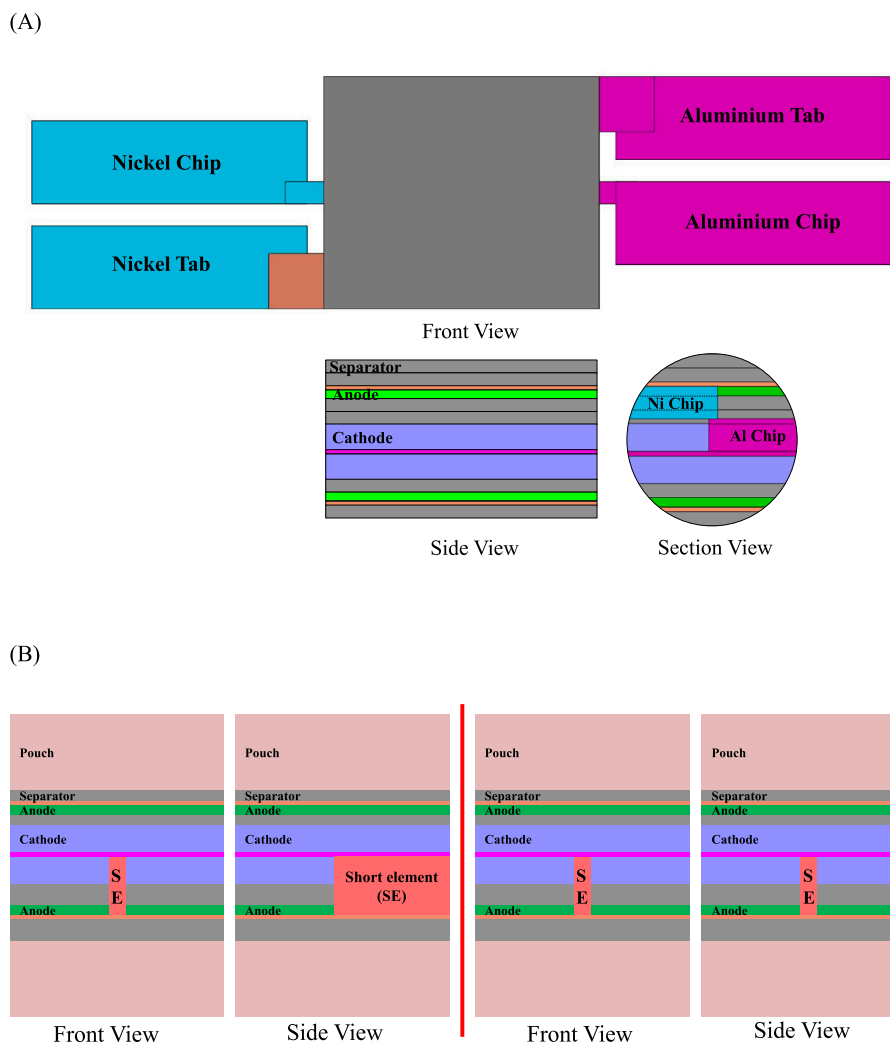 (A)
Nickel Chip
Aluminium Tab
Nickel Tab
Aluminium Chip
Front View
Separator
Anode
Cathode
Ni Chip
Al Chip
Side View
Section View
(B)
Pouch
Separator
Anode
Cathode
S
E
Anode
Front View
Pouch
Separator
Anode
Cathode
Short element
(SE)
Anode
Side View
Pouch
Separator
Anode
Cathode
S
E
Anode
Front View
Pouch
Separator
Anode
Cathode
S
E
Anode
Side View